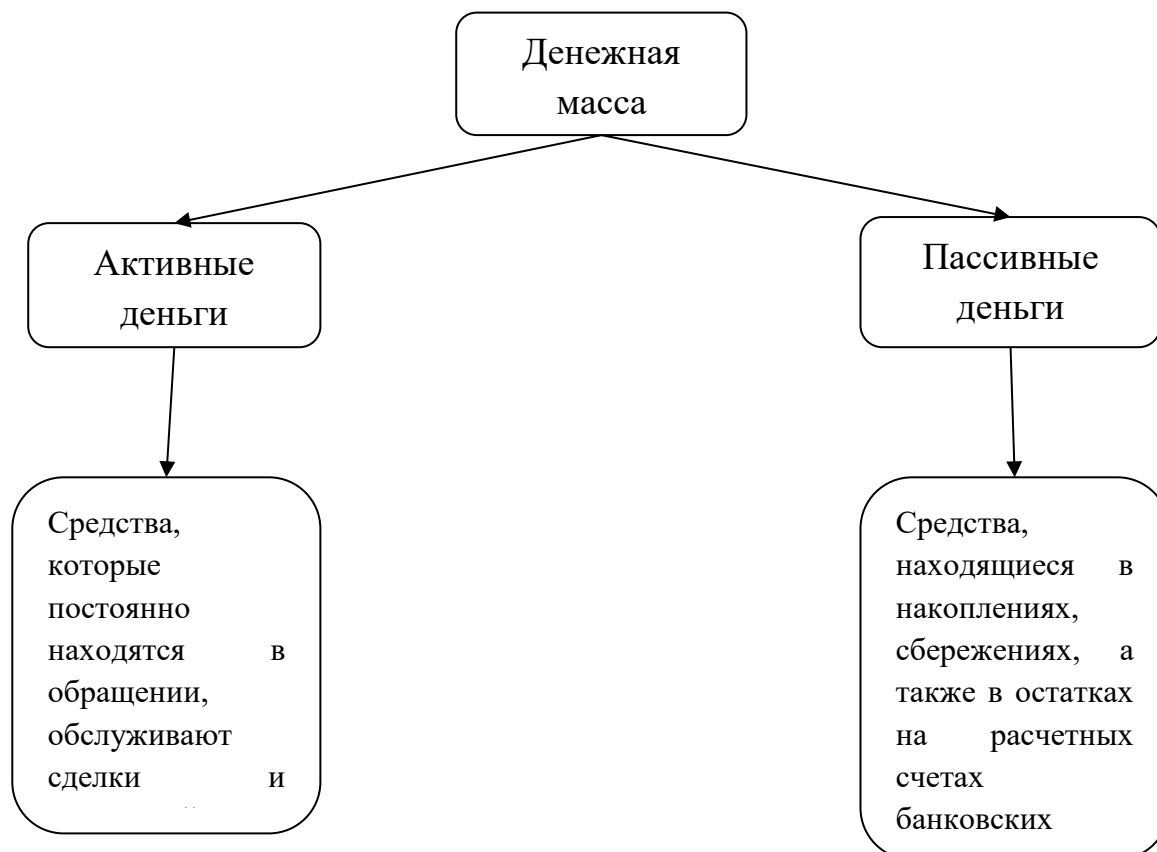 Денежная
масса
Активные
деньги
Пассивные
деньги
Средства,
которые
постоянно
находятся в
обращении,
обслуживают
сделки и
Средства,
находящиеся в
накоплениях,
сбережениях, а
также в остатках
на расчетных
счетах
банковских